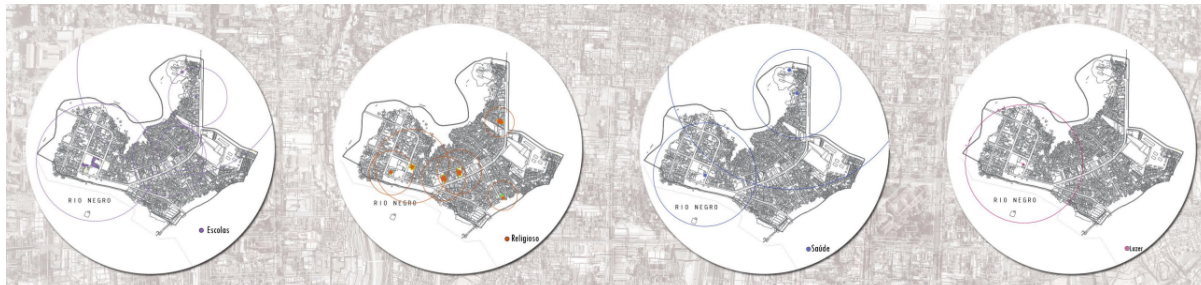 RIO NEGRO
Escolas
RIO NEGRO
Religioso
RIO NEGRO
Saúde
RIO NEGRO
Lazer